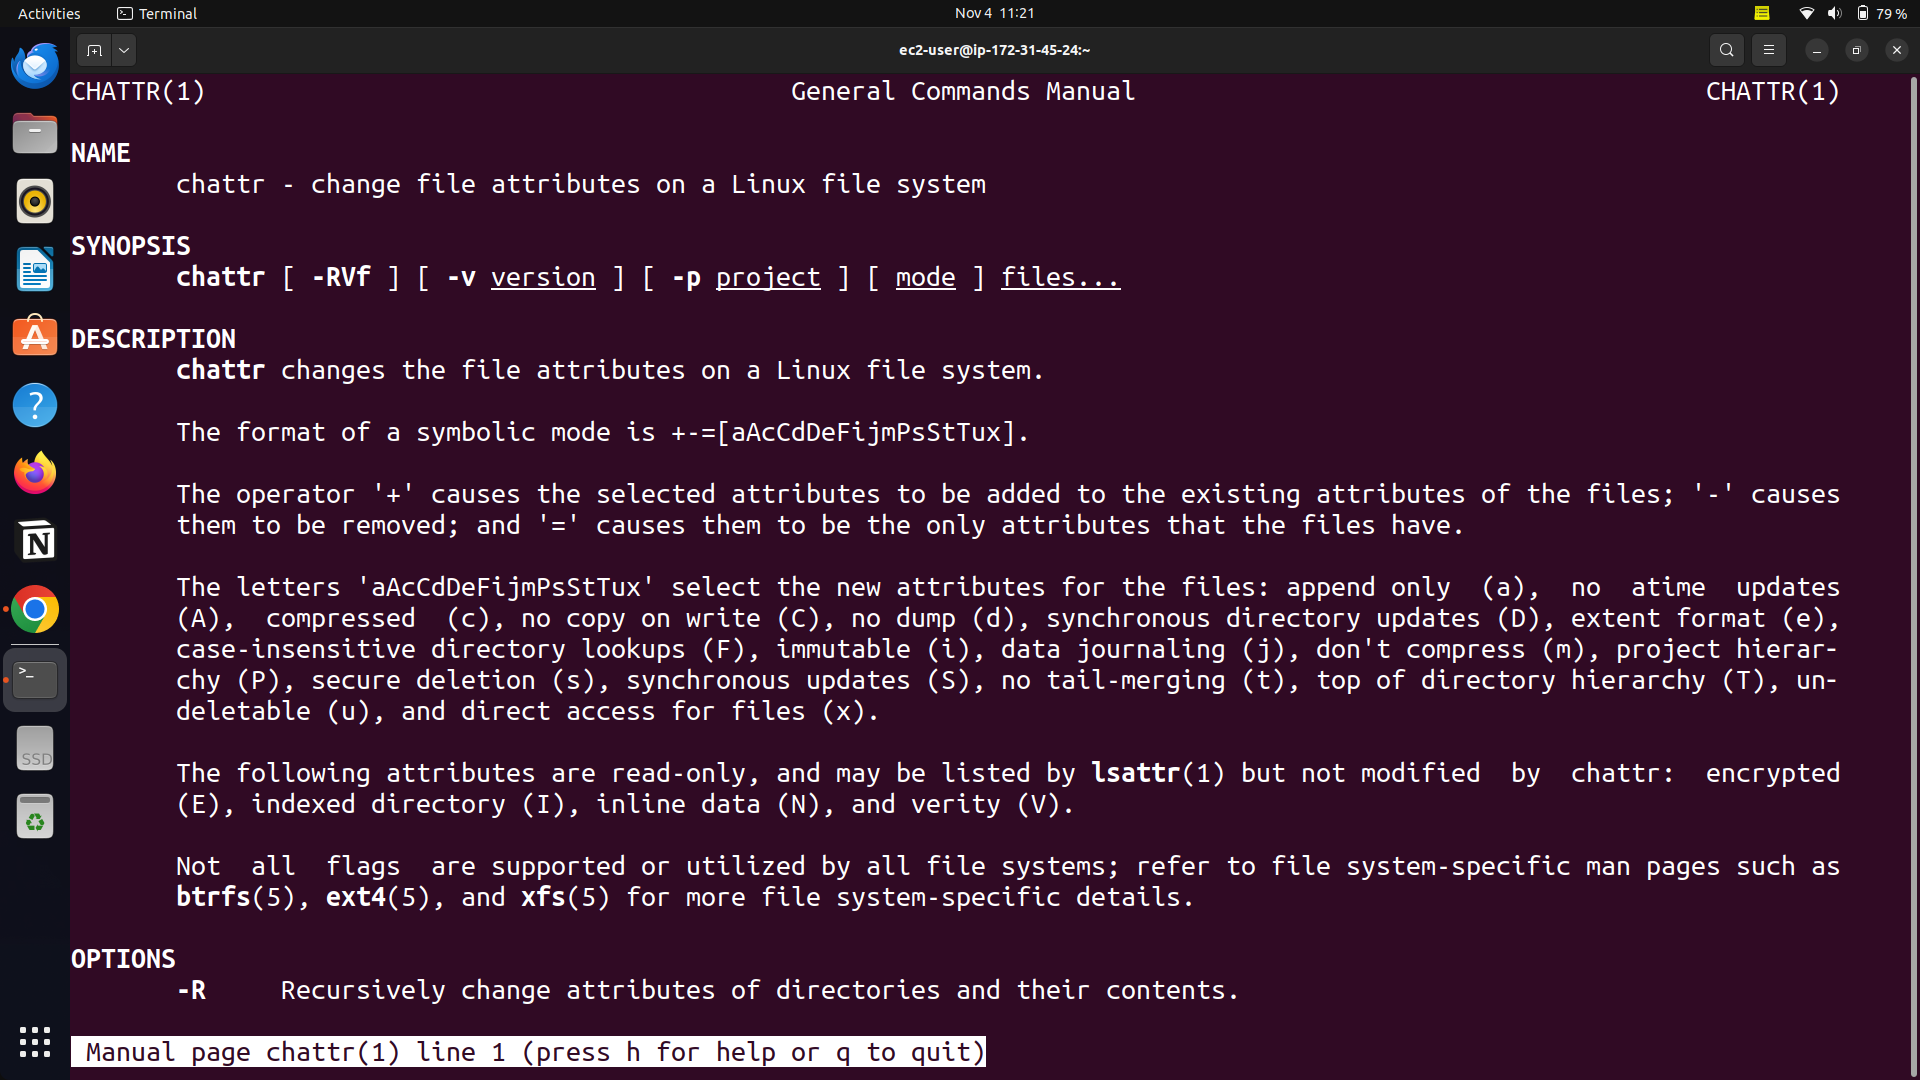 Activities Terminal Nov 4 11:21 79 %
ec2-user@ip-172-31-45-24:~
CHATTR(1) General Commands Manual CHATTR(1)
NAME
chattr - change file attributes on a Linux file system
SYNOPSIS
chattr [ -RVf ] [ -v version ] [ -p project ] [ mode ] files...
DESCRIPTION
chattr changes the file attributes on a Linux file system.
The format of a symbolic mode is +-=[aAcCdDeFijmPsStTux].
The operator '+' causes the selected attributes to be added to the existing attributes of the files; '-' causes
them to be removed; and '=' causes them to be the only attributes that the files have.
The letters 'aAcCdDeFijmPsStTux' select the new attributes for the files: append only (a), no atime updates
(A), compressed (c), no copy on write (C), no dump (d), synchronous directory updates (D), extent format (e),
case-insensitive directory lookups (F), immutable (i), data journaling (j), don't compress (m), project hierar-
chy (P), secure deletion (s), synchronous updates (S), no tail-merging (t), top of directory hierarchy (T), un-
deletable (u), and direct access for files (x).
The following attributes are read-only, and may be listed by lsattr(1) but not modified by chattr: encrypted
(E), indexed directory (I), inline data (N), and verity (V).
Not all flags are supported or utilized by all file systems; refer to file system-specific man pages such as
btrfs(5), ext4(5), and xfs(5) for more file system-specific details.
OPTIONS
-R Recursively change attributes of directories and their contents.
Manual page chattr(1) line 1 (press h for help or q to quit)
SSD